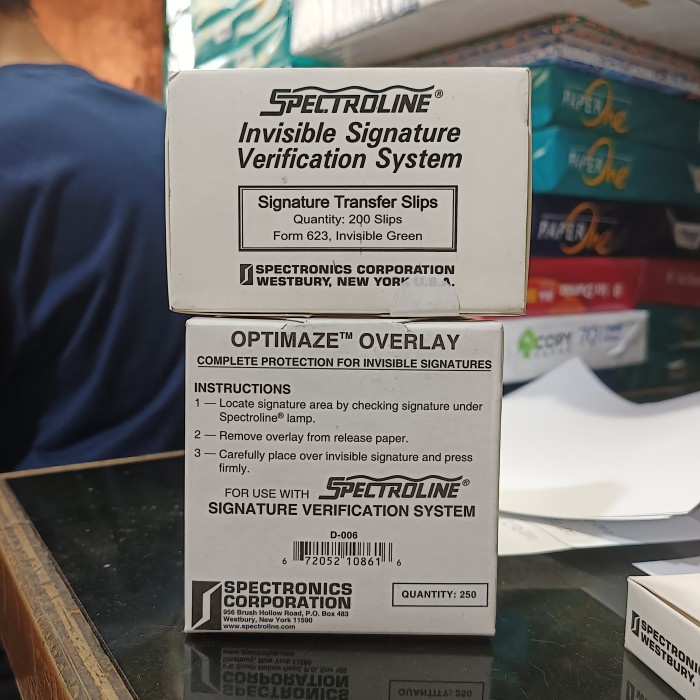 SPECTROLINE®
Invisible Signature
Verification System
Signature Transfer Slips
Quantity: 200 Slips
Form 623, Invisible Green
SPECTRONICS CORPORATION
WESTBURY, NEW YORK U.S.A.
OPTIMAZE™ OVERLAY
COMPLETE PROTECTION FOR INVISIBLE SIGNATURES
INSTRUCTIONS
1 — Locate signature area by checking signature under
Spectroline® lamp.
2 — Remove overlay from release paper.
3 — Carefully place over invisible signature and press
firmly.
FOR USE WITH SPECTROLINE®
SIGNATURE VERIFICATION SYSTEM
D-006
6 72052 10861 6
SPECTRONICS
CORPORATION
956 Brush Hollow Road, P.O. Box 483
Westbury, New York 11590
www.spectroline.com
QUANTITY: 250
PAPER One
PAPER One
PAPER One
COPY
70
SPECTRONI
WESTBURY